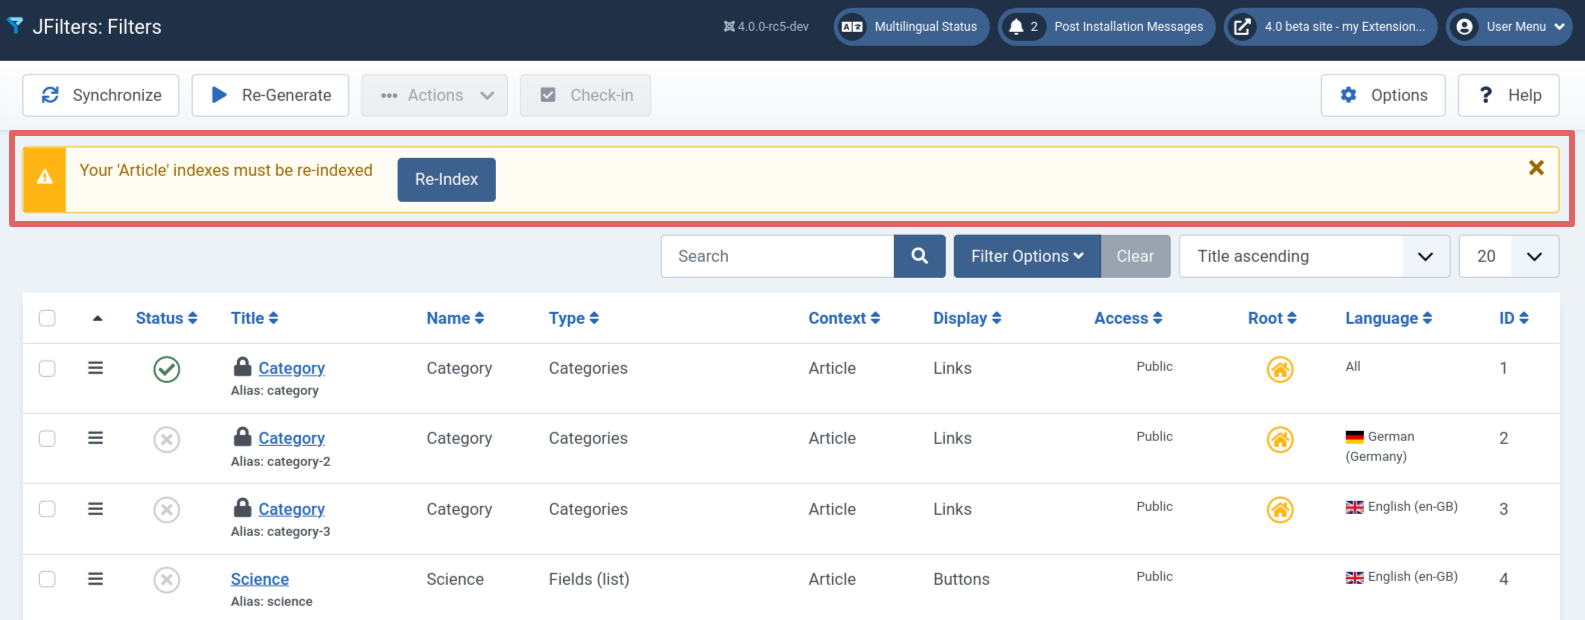 JFilters: Filters
4.0.0-rc5-dev
Multilingual Status
2 Post Installation Messages
4.0 beta site - my Extension...
User Menu
Synchronize
Re-Generate
Actions
Check-in
Options
? Help
Your 'Article' indexes must be re-indexed
Re-Index
Search
Filter Options
Clear
Title ascending
20
Status Title Name Type Context Display Access Root Language ID
Category Category Categories Article Links Public All 1
Alias: category
Category Category Categories Article Links Public German 2
Alias: category-2 (Germany)
Category Category Categories Article Links Public English (en-GB) 3
Alias: category-3
Science Science Fields (list) Article Buttons Public English (en-GB) 4
Alias: science